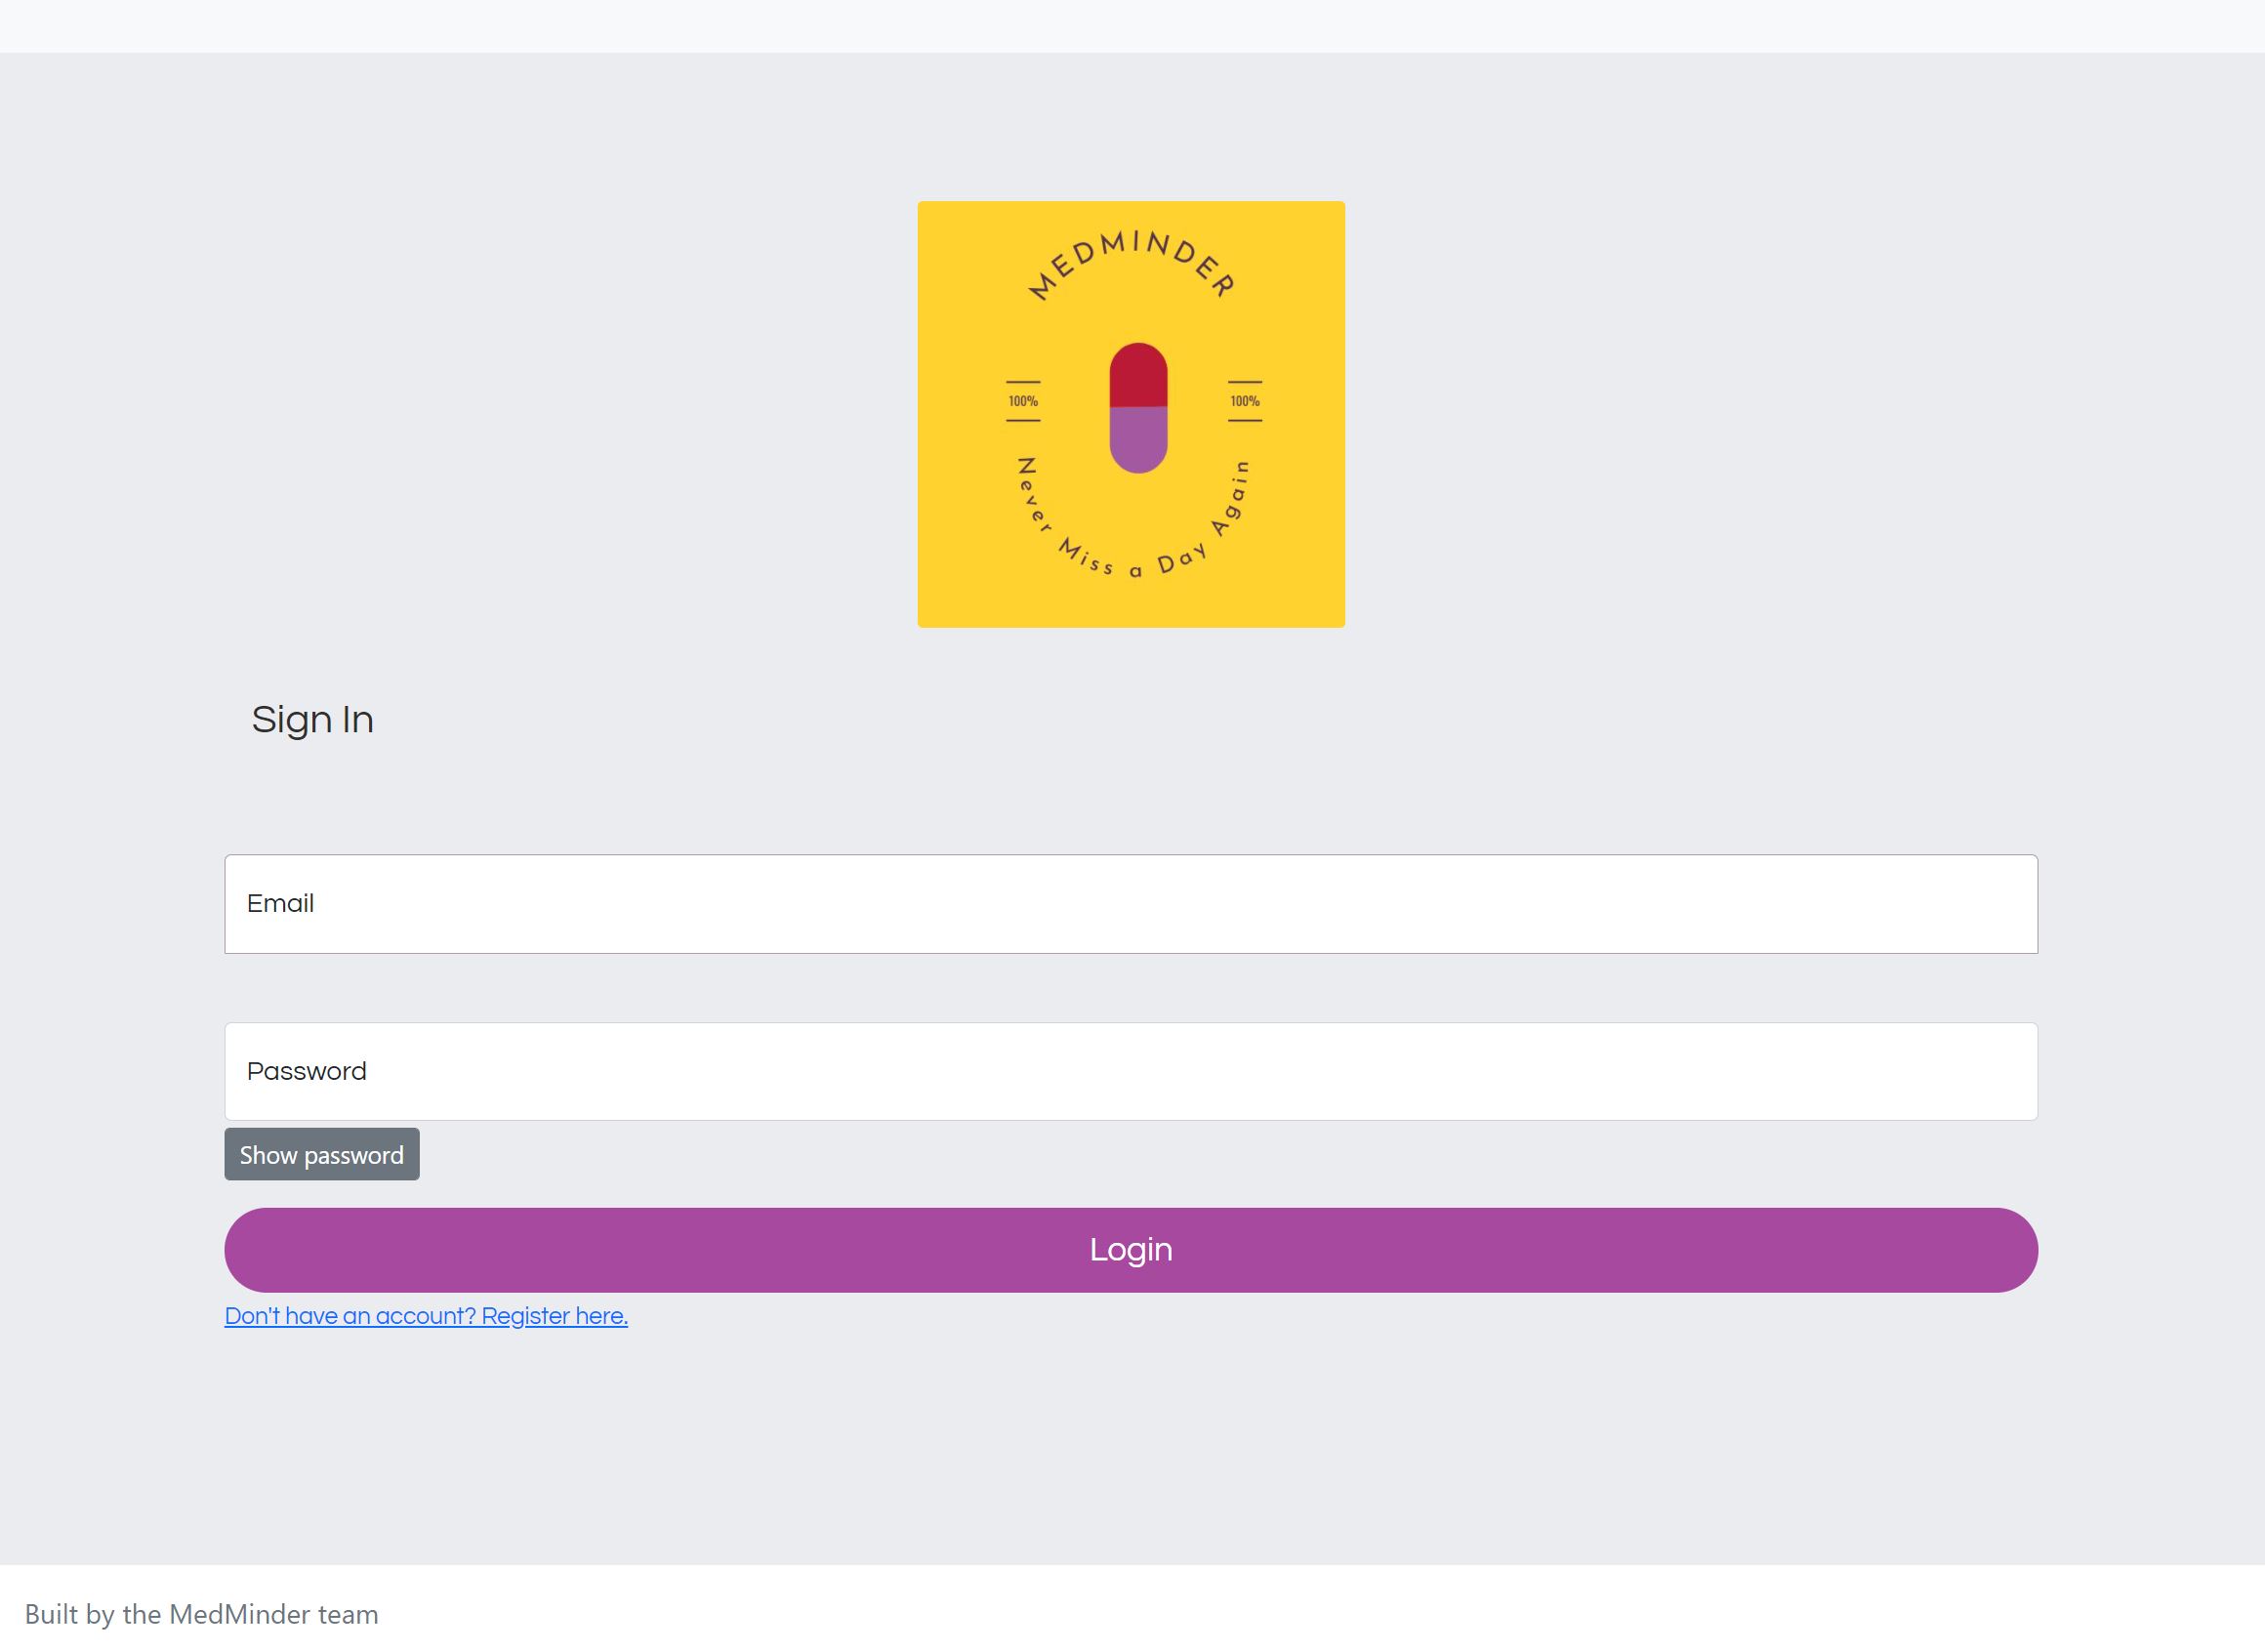 MEDMINDER
100% 100%
Never Miss a Day Again
Sign In
Email
Password
Show password
Login
Don't have an account? Register here.
Built by the MedMinder team